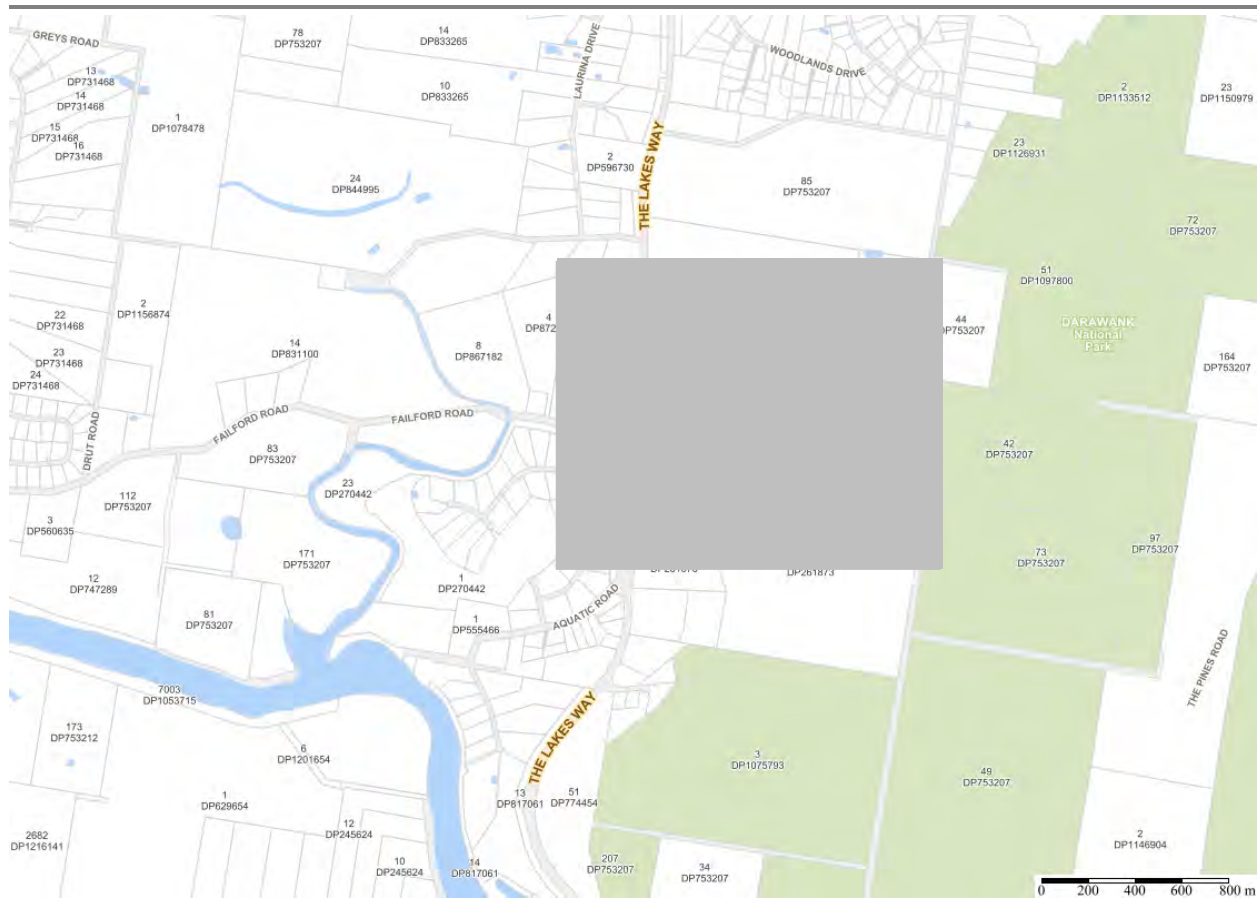 GREYS ROAD
78
DP753207
14
DP833265
LAURINA DRIVE
WOODLANDS DRIVE
2
DP1133512
23
DP1150979
13
DP731468
14
DP731468
10
DP833265
1
DP1078478
15
DP731468
16
DP731468
2
DP596730
THE LAKES WAY
23
DP1126931
24
DP844995
85
DP753207
72
DP753207
51
DP1097800
2
DP1156874
22
DP731468
4
DP872
44
DP753207
DARAWANK
National
Park
14
DP831100
8
DP867182
23
DP731468
24
DP731468
164
DP753207
FAILFORD ROAD
FAILFORD ROAD
DRUT ROAD
83
DP753207
42
DP753207
23
DP270442
112
DP753207
3
DP560635
171
DP753207
73
DP753207
97
DP753207
12
DP747289
1
DP270442
DP261873
81
DP753207
1
DP555466
AQUATIC ROAD
THE PINES ROAD
7003
DP1053715
173
DP753212
6
DP1201654
THE LAKES WAY
3
DP1075793
49
DP753207
1
DP629654
13
DP817061
51
DP774454
12
DP245624
2682
DP1216141
2
DP1146904
10
DP245624
14
DP817061
207
DP753207
34
DP753207
0 200 400 600 800 m